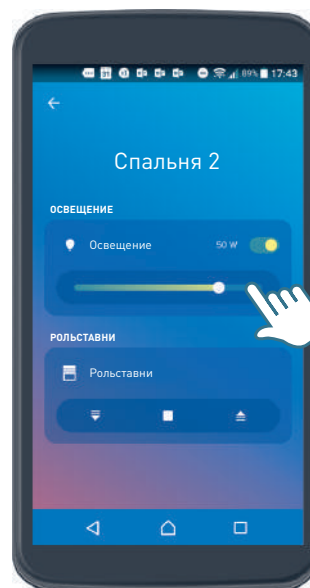 89% 17:43
Спальня 2
ОСВЕЩЕНИЕ
Освещение 50 W
РОЛЬСТАВНИ
Рольставни